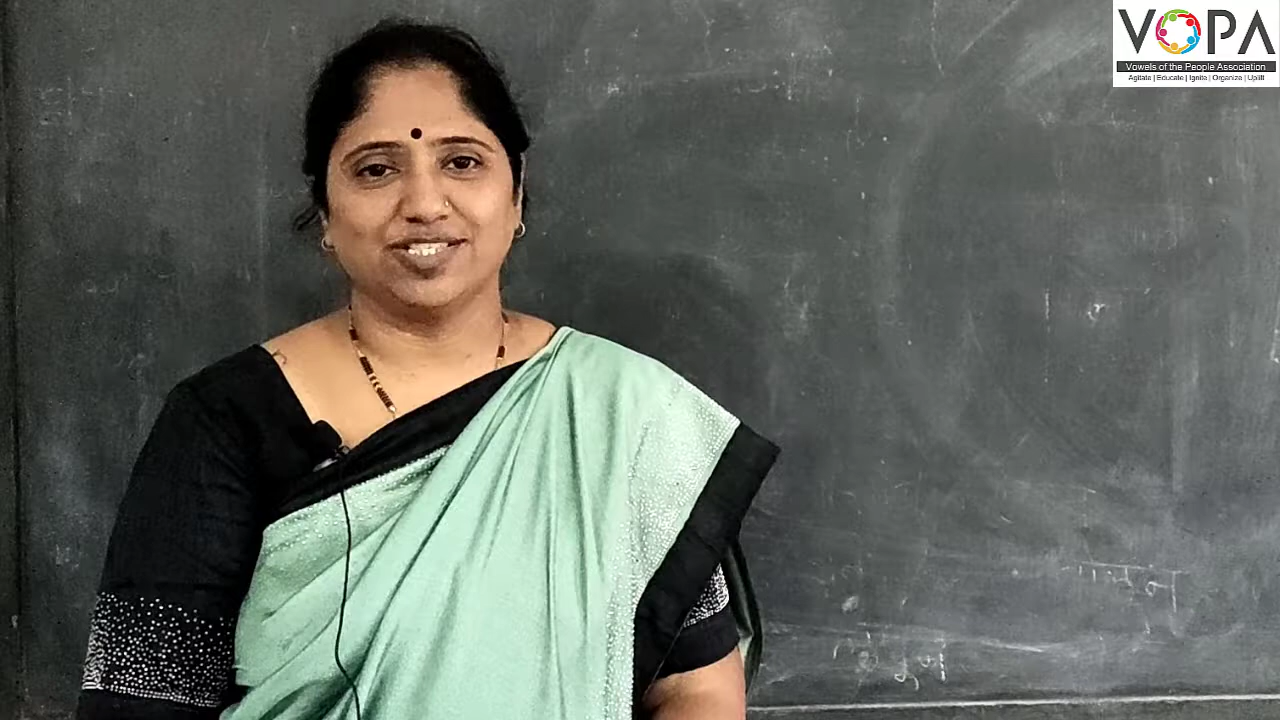 VOPA
Vowels of the People Association
Agitate | Educate | Ignite | Organize | Uplift